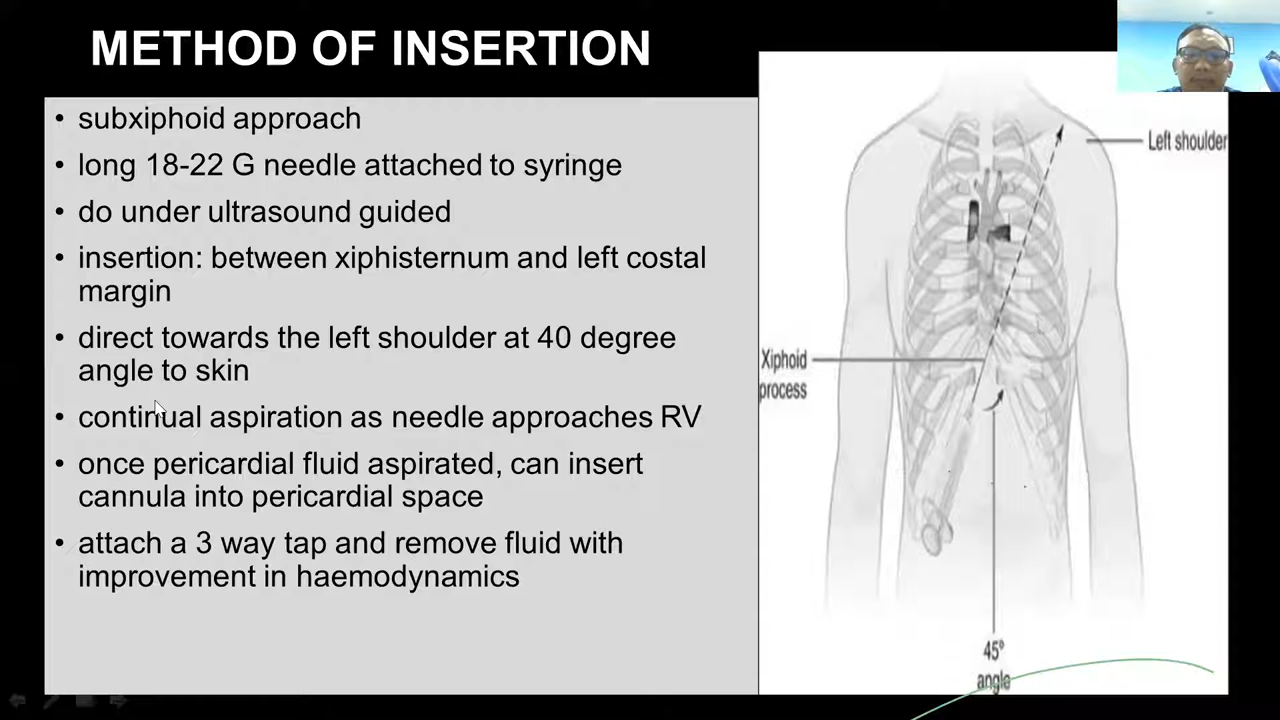 METHOD OF INSERTION
• subxiphoid approach
• long 18-22 G needle attached to syringe
• do under ultrasound guided
• insertion: between xiphisternum and left costal
margin
• direct towards the left shoulder at 40 degree
angle to skin
• continual aspiration as needle approaches RV
• once pericardial fluid aspirated, can insert
cannula into pericardial space
• attach a 3 way tap and remove fluid with
improvement in haemodynamics
Left shoulder
Xiphoid
process
45°
angle